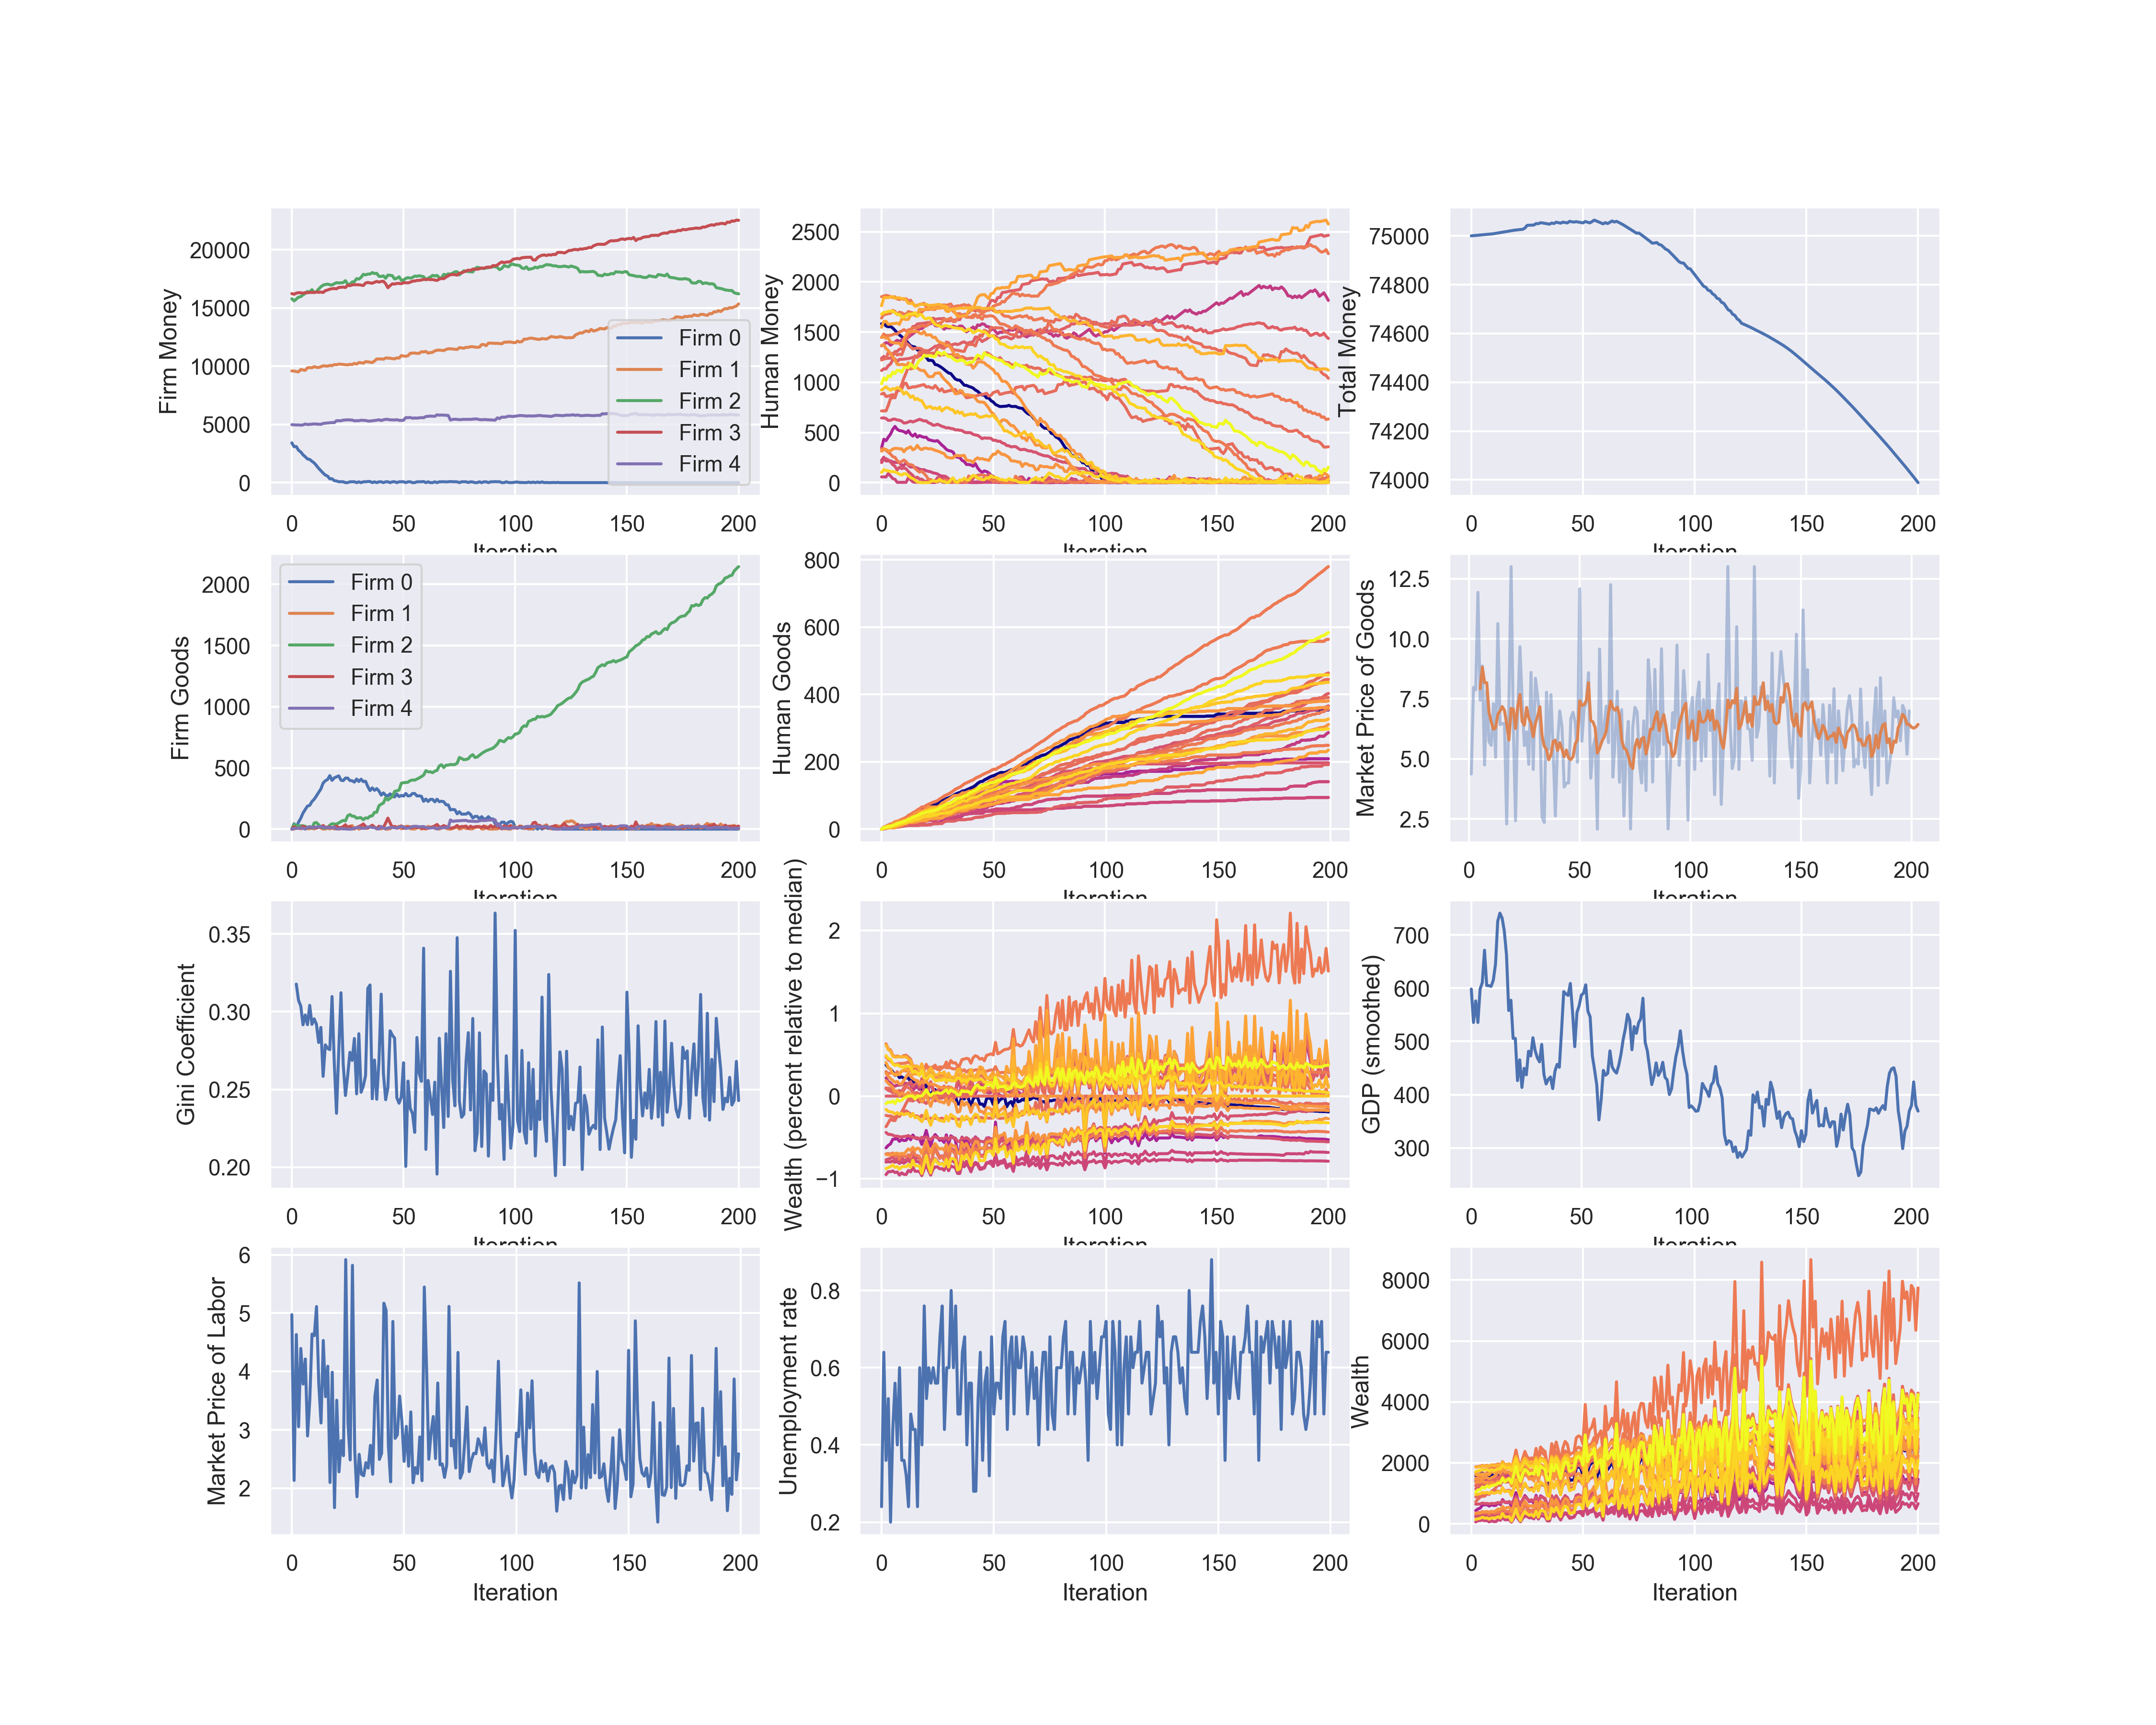 Firm Money
20000
15000
10000
5000
0
Firm 0
Firm 1
Firm 2
Firm 3
Firm 4
0 50 100 150 200
Iteration
Human Money
2500
2000
1500
1000
500
0
0 50 100 150 200
Iteration
Total Money
75000
74800
74600
74400
74200
74000
0 50 100 150 200
Iteration
Firm Goods
2000
1500
1000
500
0
Firm 0
Firm 1
Firm 2
Firm 3
Firm 4
0 50 100 150 200
Iteration
Human Goods
800
600
400
200
0
0 50 100 150 200
Iteration
Market Price of Goods
12.5
10.0
7.5
5.0
2.5
0 50 100 150 200
Iteration
Gini Coefficient
0.35
0.30
0.25
0.20
0 50 100 150 200
Iteration
Wealth (percent relative to median)
2
1
0
−1
0 50 100 150 200
Iteration
GDP (smoothed)
700
600
500
400
300
0 50 100 150 200
Iteration
Market Price of Labor
6
5
4
3
2
0 50 100 150 200
Iteration
Unemployment rate
0.8
0.6
0.4
0.2
0 50 100 150 200
Iteration
Wealth
8000
6000
4000
2000
0
0 50 100 150 200
Iteration